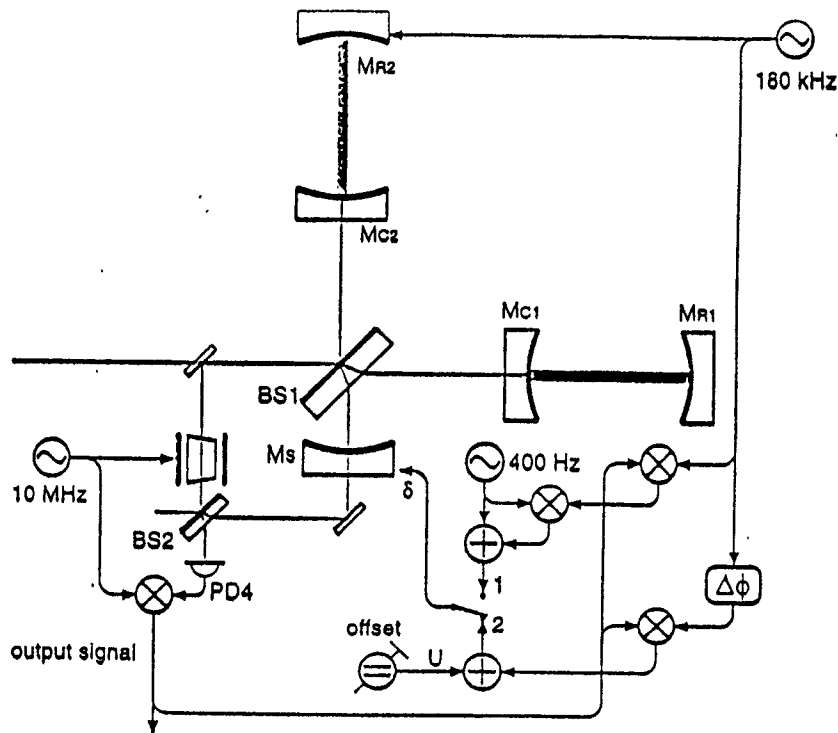 MR2
180 kHz
MC2
MC1
MR1
BS1
MS
400 Hz
δ
10 MHz
BS2
PD4
1
Δϕ
2
offset
output signal
U